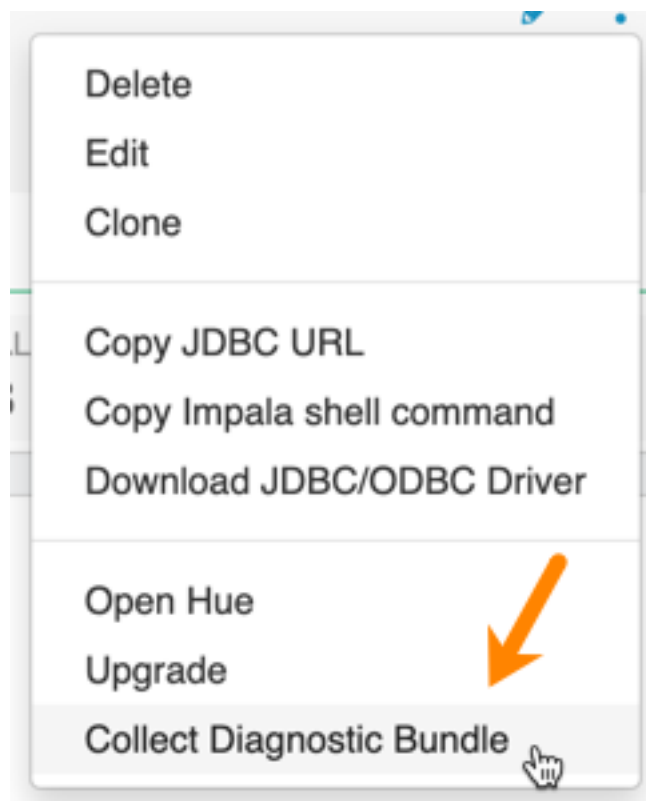 Delete
Edit
Clone
Copy JDBC URL
Copy Impala shell command
Download JDBC/ODBC Driver
Open Hue
Upgrade
Collect Diagnostic Bundle